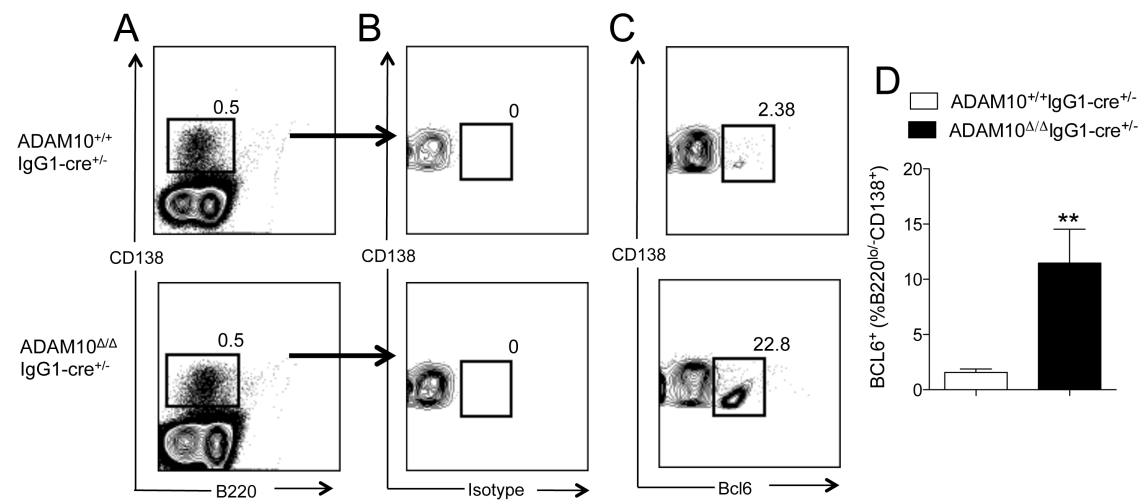 A
B
C
D
ADAM10+/+IgG1-cre+/-
ADAM10Δ/ΔIgG1-cre+/-
ADAM10+/+
IgG1-cre+/-
0.5
0
2.38
CD138
CD138
CD138
ADAM10Δ/Δ
IgG1-cre+/-
0.5
0
22.8
B220
Isotype
Bcl6
BCL6+ (%B220lo/-CD138+)
20
15
10
5
0
**